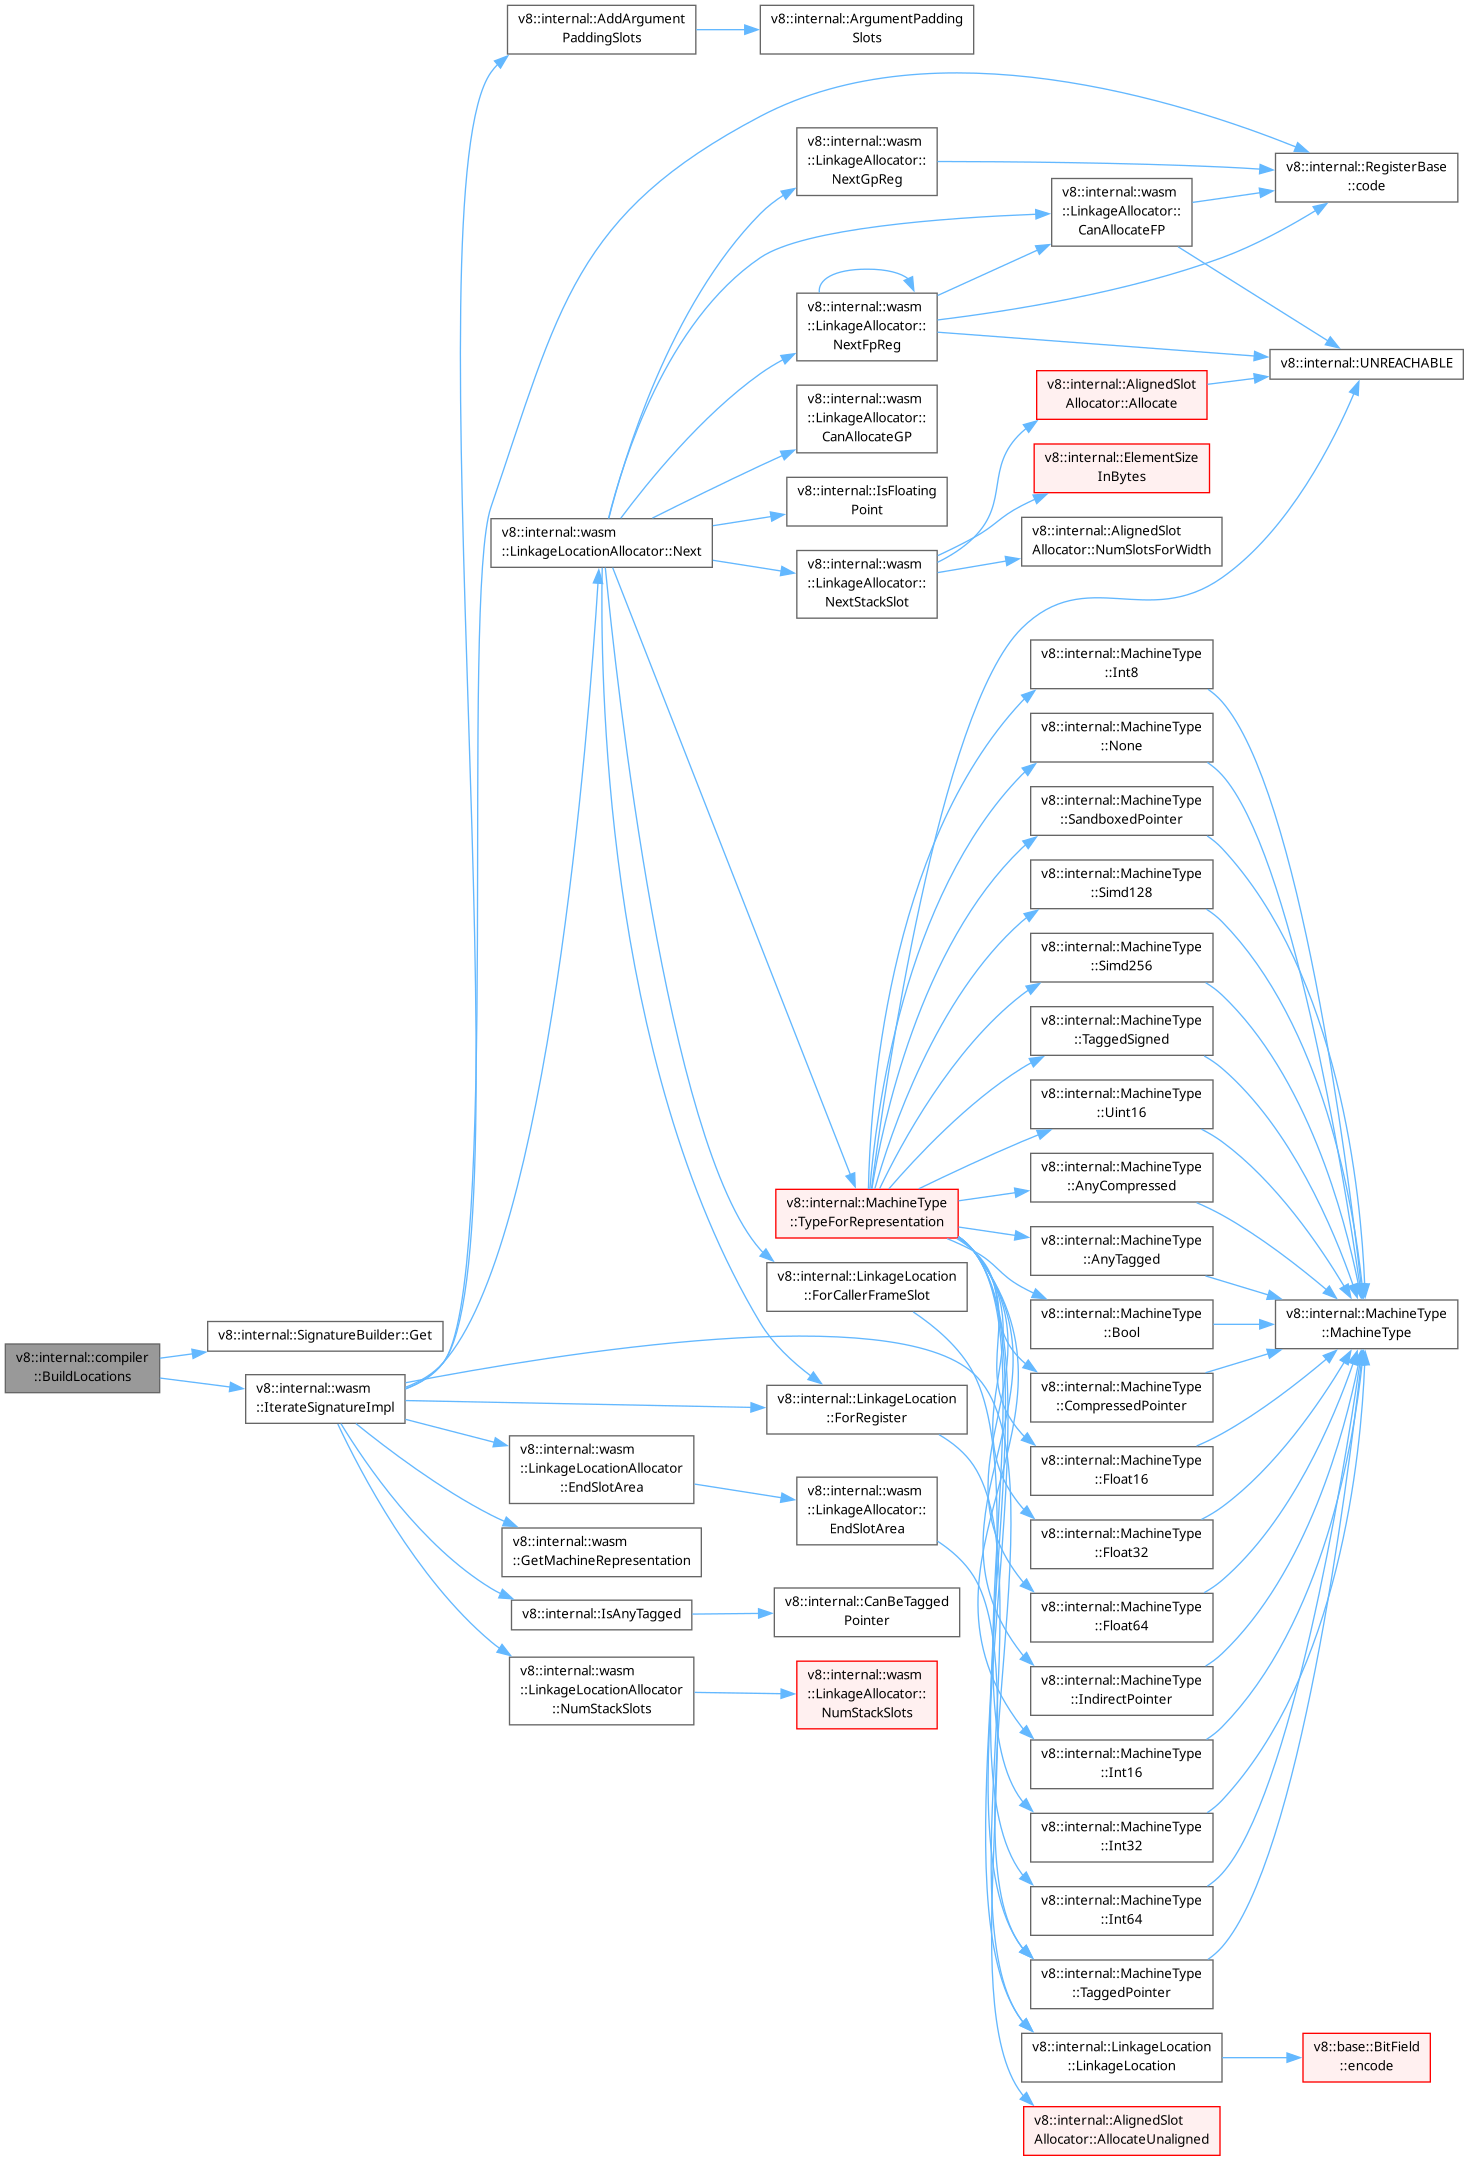 v8::internal::compiler
::BuildLocations
v8::internal::SignatureBuilder::Get
v8::internal::wasm
::IterateSignatureImpl
v8::internal::AddArgument
PaddingSlots
v8::internal::ArgumentPadding
Slots
v8::internal::wasm
::LinkageLocationAllocator::Next
v8::internal::wasm
::LinkageLocationAllocator
::EndSlotArea
v8::internal::wasm
::GetMachineRepresentation
v8::internal::IsAnyTagged
v8::internal::wasm
::LinkageLocationAllocator
::NumStackSlots
v8::internal::wasm
::LinkageAllocator::
NextGpReg
v8::internal::wasm
::LinkageAllocator::
NextFpReg
v8::internal::wasm
::LinkageAllocator::
CanAllocateGP
v8::internal::IsFloating
Point
v8::internal::wasm
::LinkageAllocator::
NextStackSlot
v8::internal::MachineType
::TypeForRepresentation
v8::internal::LinkageLocation
::ForCallerFrameSlot
v8::internal::LinkageLocation
::ForRegister
v8::internal::wasm
::LinkageAllocator::
EndSlotArea
v8::internal::CanBeTagged
Pointer
v8::internal::wasm
::LinkageAllocator::
NumStackSlots
v8::internal::wasm
::LinkageAllocator::
CanAllocateFP
v8::internal::AlignedSlot
Allocator::Allocate
v8::internal::ElementSize
InBytes
v8::internal::AlignedSlot
Allocator::NumSlotsForWidth
v8::internal::MachineType
::Int8
v8::internal::MachineType
::None
v8::internal::MachineType
::SandboxedPointer
v8::internal::MachineType
::Simd128
v8::internal::MachineType
::Simd256
v8::internal::MachineType
::TaggedSigned
v8::internal::MachineType
::Uint16
v8::internal::MachineType
::AnyCompressed
v8::internal::MachineType
::AnyTagged
v8::internal::MachineType
::Bool
v8::internal::MachineType
::CompressedPointer
v8::internal::MachineType
::Float16
v8::internal::MachineType
::Float32
v8::internal::MachineType
::Float64
v8::internal::MachineType
::IndirectPointer
v8::internal::MachineType
::Int16
v8::internal::MachineType
::Int32
v8::internal::MachineType
::Int64
v8::internal::MachineType
::TaggedPointer
v8::internal::LinkageLocation
::LinkageLocation
v8::internal::AlignedSlot
Allocator::AllocateUnaligned
v8::internal::RegisterBase
::code
v8::internal::UNREACHABLE
v8::internal::MachineType
::MachineType
v8::base::BitField
::encode